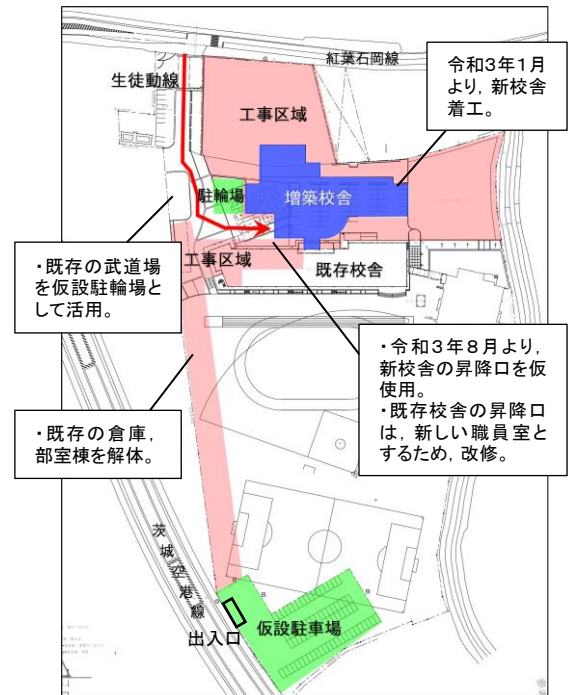 紅葉石岡線
生徒動線
令和3年1月
より，新校舎
着工。
工事区域
駐輪場
増築校舎
工事区域
既存校舎
・既存の武道場
を仮設駐輪場と
して活用。
・令和3年8月より，
新校舎の昇降口を仮
使用。
・既存校舎の昇降口
は，新しい職員室と
するため，改修。
・既存の倉庫，
部室棟を解体。
茨城空港線
出入口
仮設駐車場